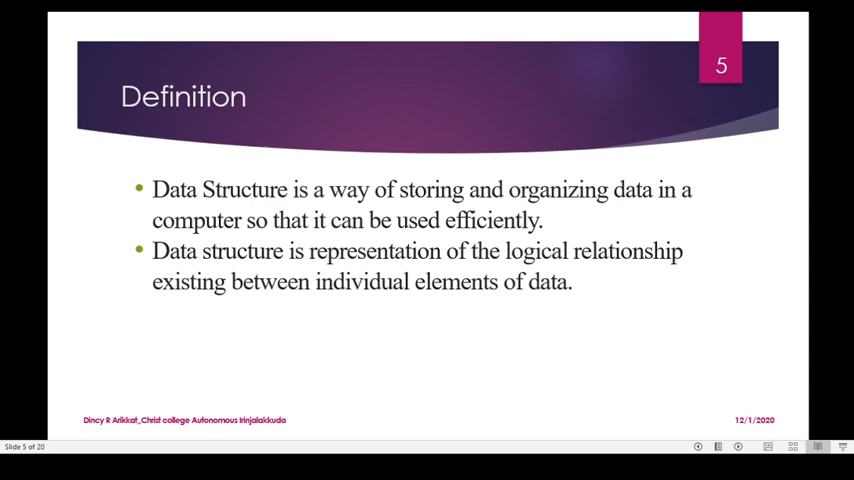 5
Definition
• Data Structure is a way of storing and organizing data in a
computer so that it can be used efficiently.
• Data structure is representation of the logical relationship
existing between individual elements of data.
Dincy R Arikkat_Christ college Autonomous Irinjalakkuda
12/1/2020
Slide 5 of 20